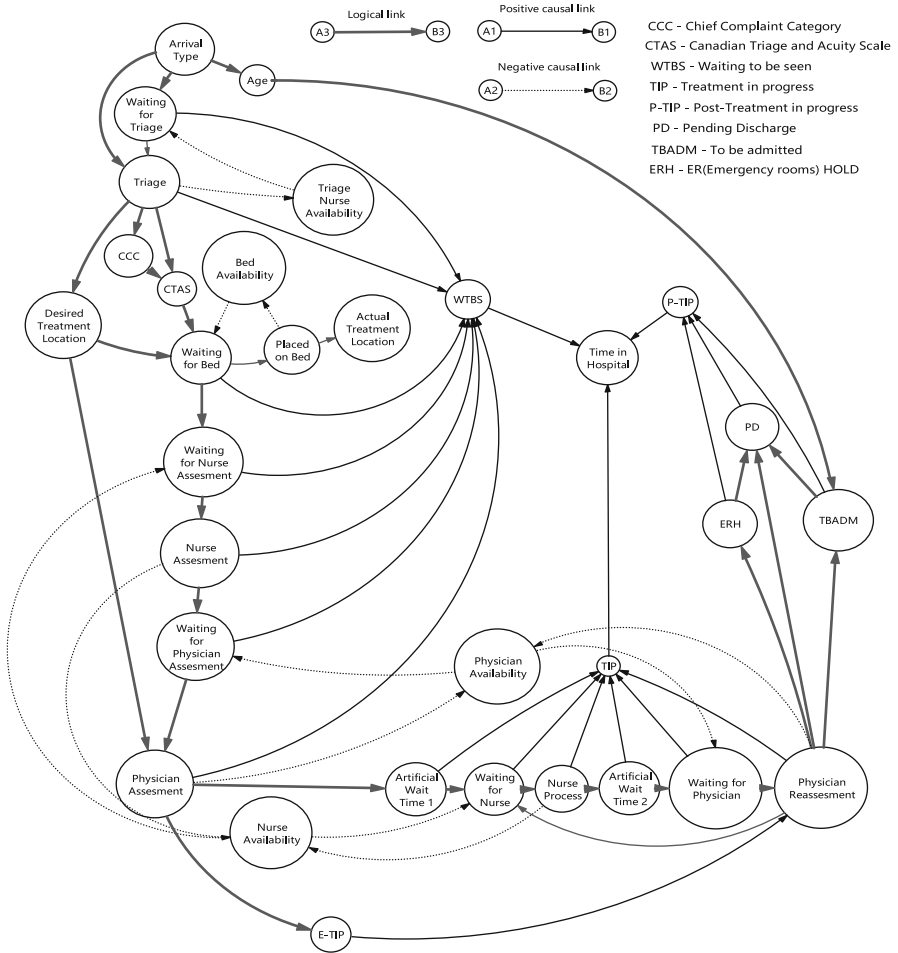 Logical link
A3
B3
Positive causal link
A1
B1
Negative causal link
A2
B2
CCC - Chief Complaint Category
CTAS - Canadian Triage and Acuity Scale
WTBS - Waiting to be seen
TIP - Treatment in progress
P-TIP - Post-Treatment in progress
PD - Pending Discharge
TBADM - To be admitted
ERH - ER(Emergency rooms) HOLD
Arrival
Type
Age
Waiting
for
Triage
Triage
Triage
Nurse
Availability
CCC
CTAS
Bed
Availability
Desired
Treatment
Location
Waiting
for Bed
Placed
on Bed
Actual
Treatment
Location
WTBS
P-TIP
Time in
Hospital
PD
ERH
TBADM
Waiting
for Nurse
Assesment
Nurse
Assesment
Waiting
for
Physician
Assesment
Physician
Availability
TIP
Physician
Assesment
Artificial
Wait
Time 1
Waiting
for
Nurse
Nurse
Process
Artificial
Wait
Time 2
Waiting for
Physician
Physician
Reassesment
Nurse
Availability
E-TIP